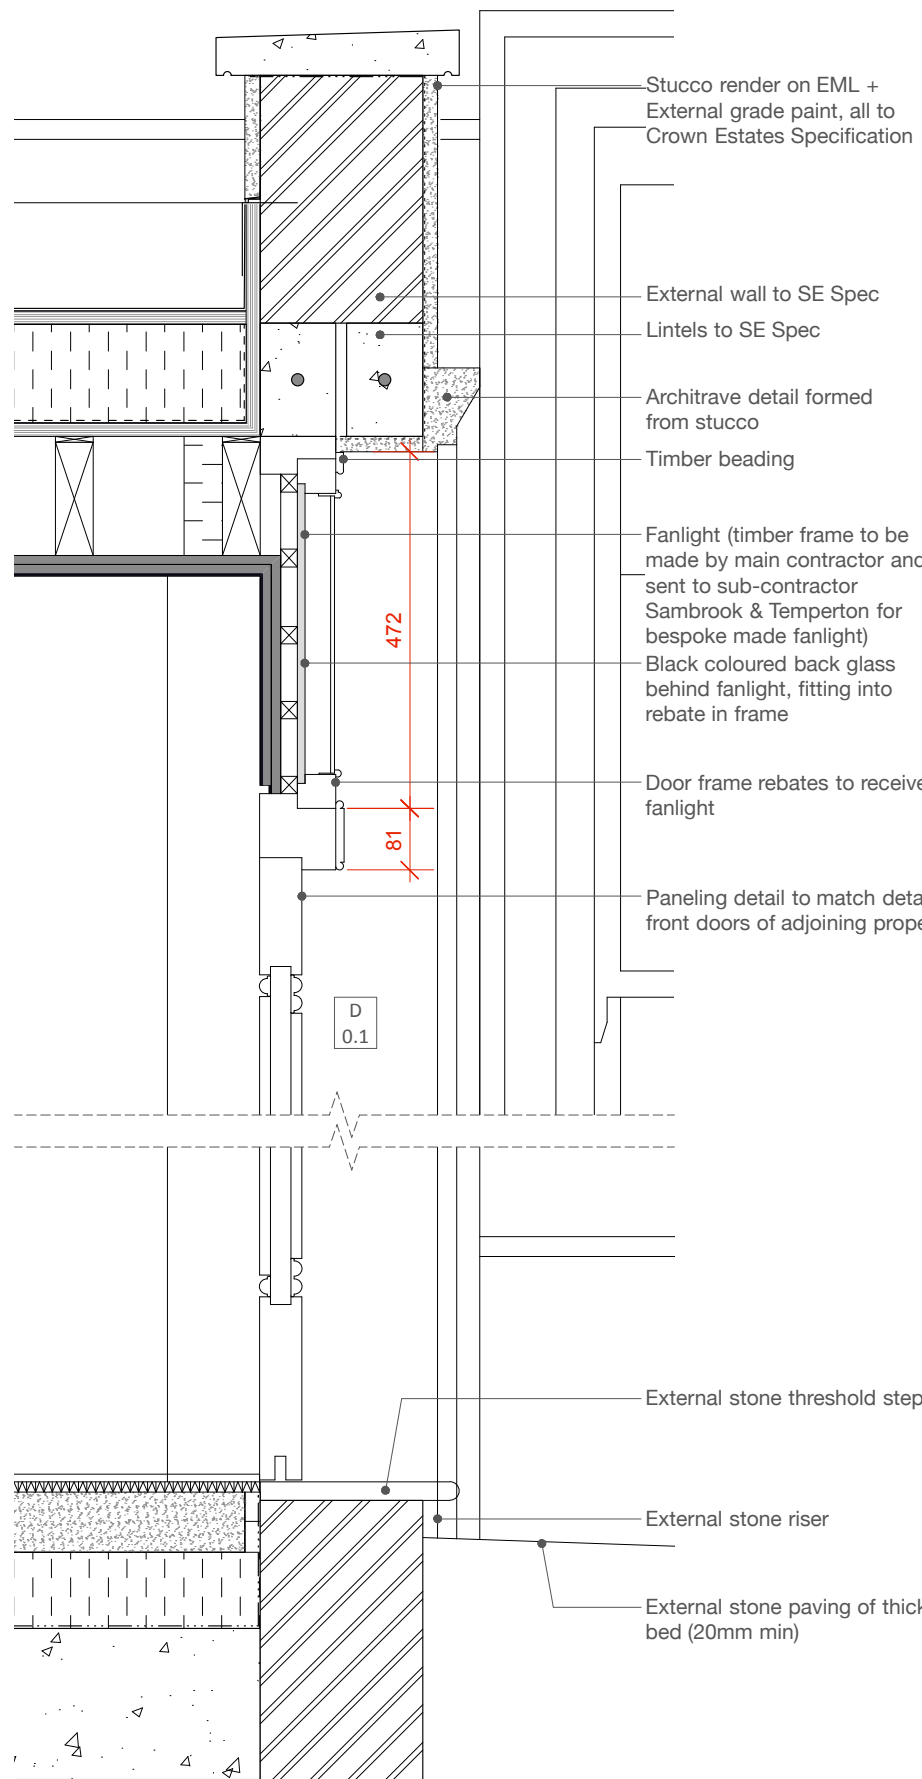 Stucco render on EML +
External grade paint, all to
Crown Estates Specification
External wall to SE Spec
Lintels to SE Spec
Architrave detail formed
from stucco
Timber beading
Fanlight (timber frame to be
made by main contractor and
sent to sub-contractor
Sambrook & Temperton for
bespoke made fanlight)
Black coloured back glass
behind fanlight, fitting into
rebate in frame
472
Door frame rebates to receive
fanlight
81
Paneling detail to match deta
front doors of adjoining prope
D
0.1
External stone threshold step
External stone riser
External stone paving of thick
bed (20mm min)